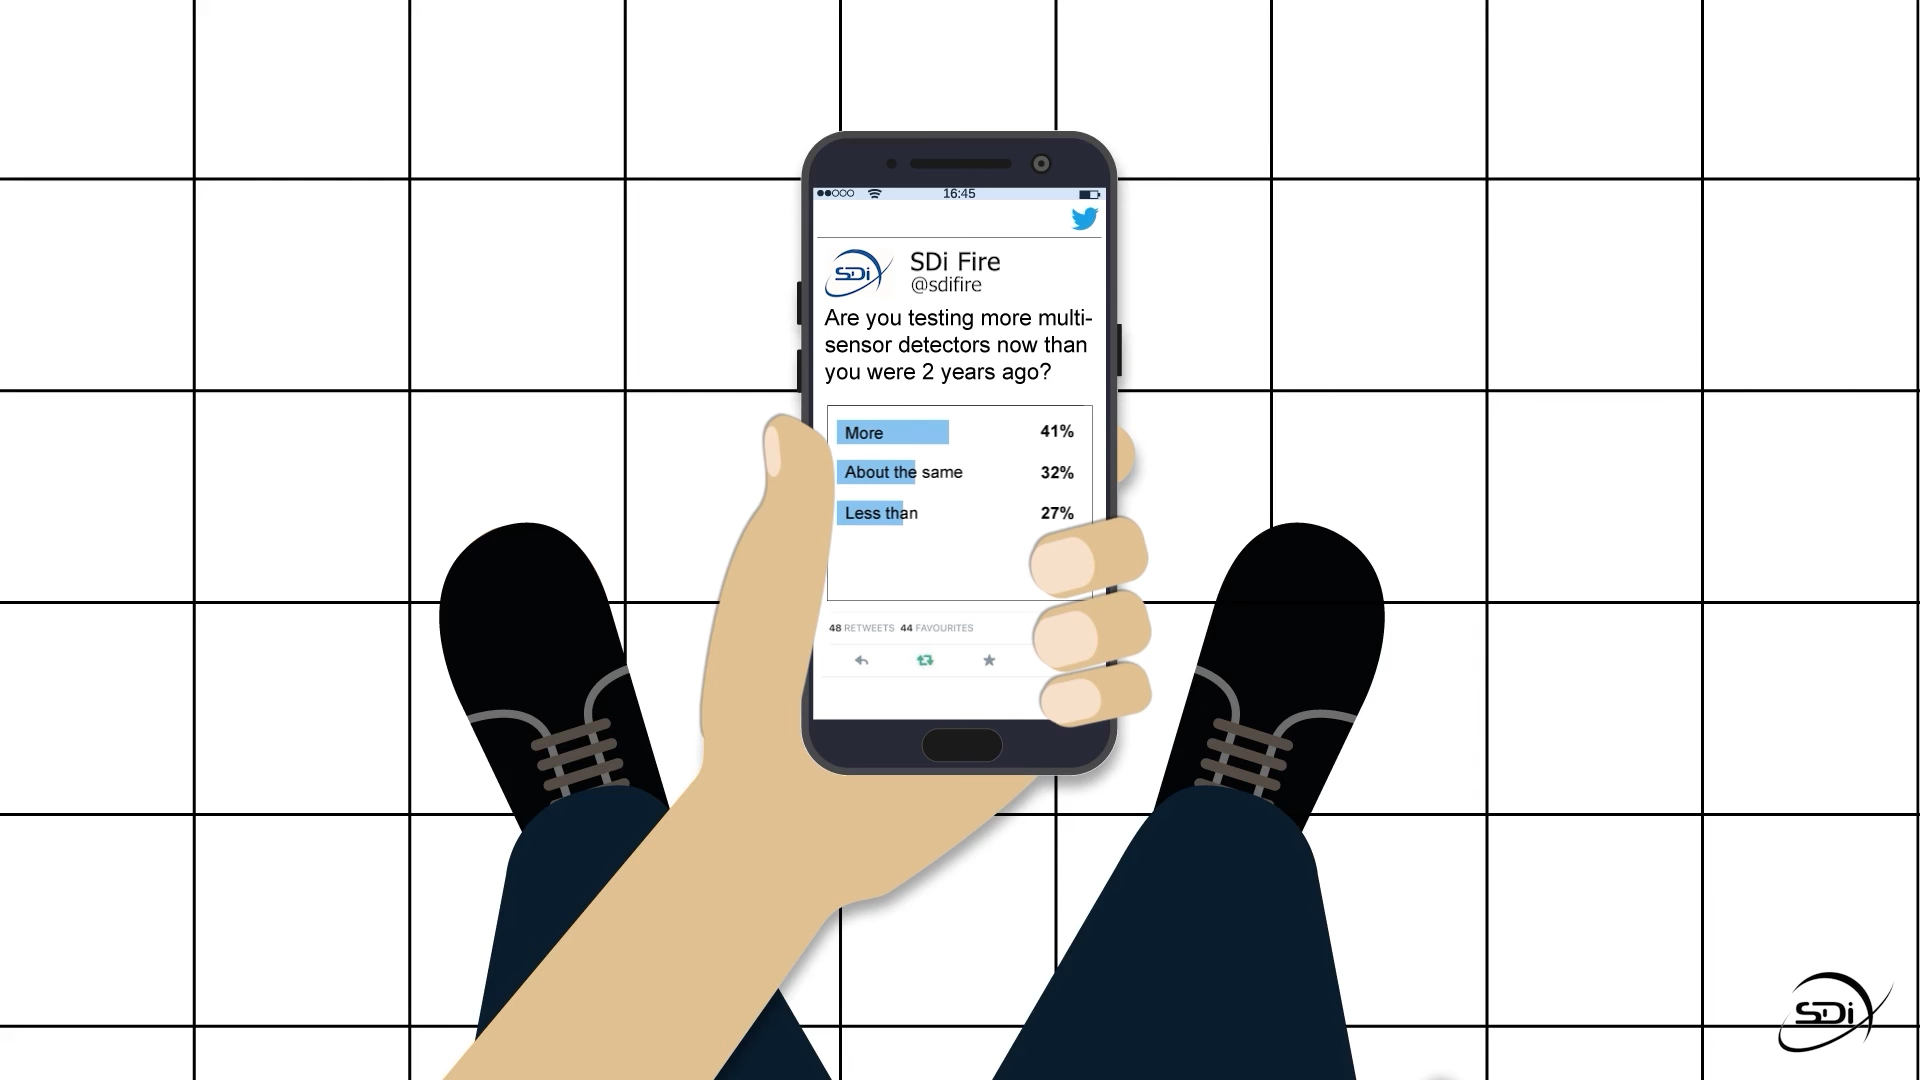 16:45
SDi
SDi Fire
@sdifire
Are you testing more multi-
sensor detectors now than
you were 2 years ago?
More 41%
About the same 32%
Less than 27%
48 RETWEETS 44 FAVOURITES
SDi